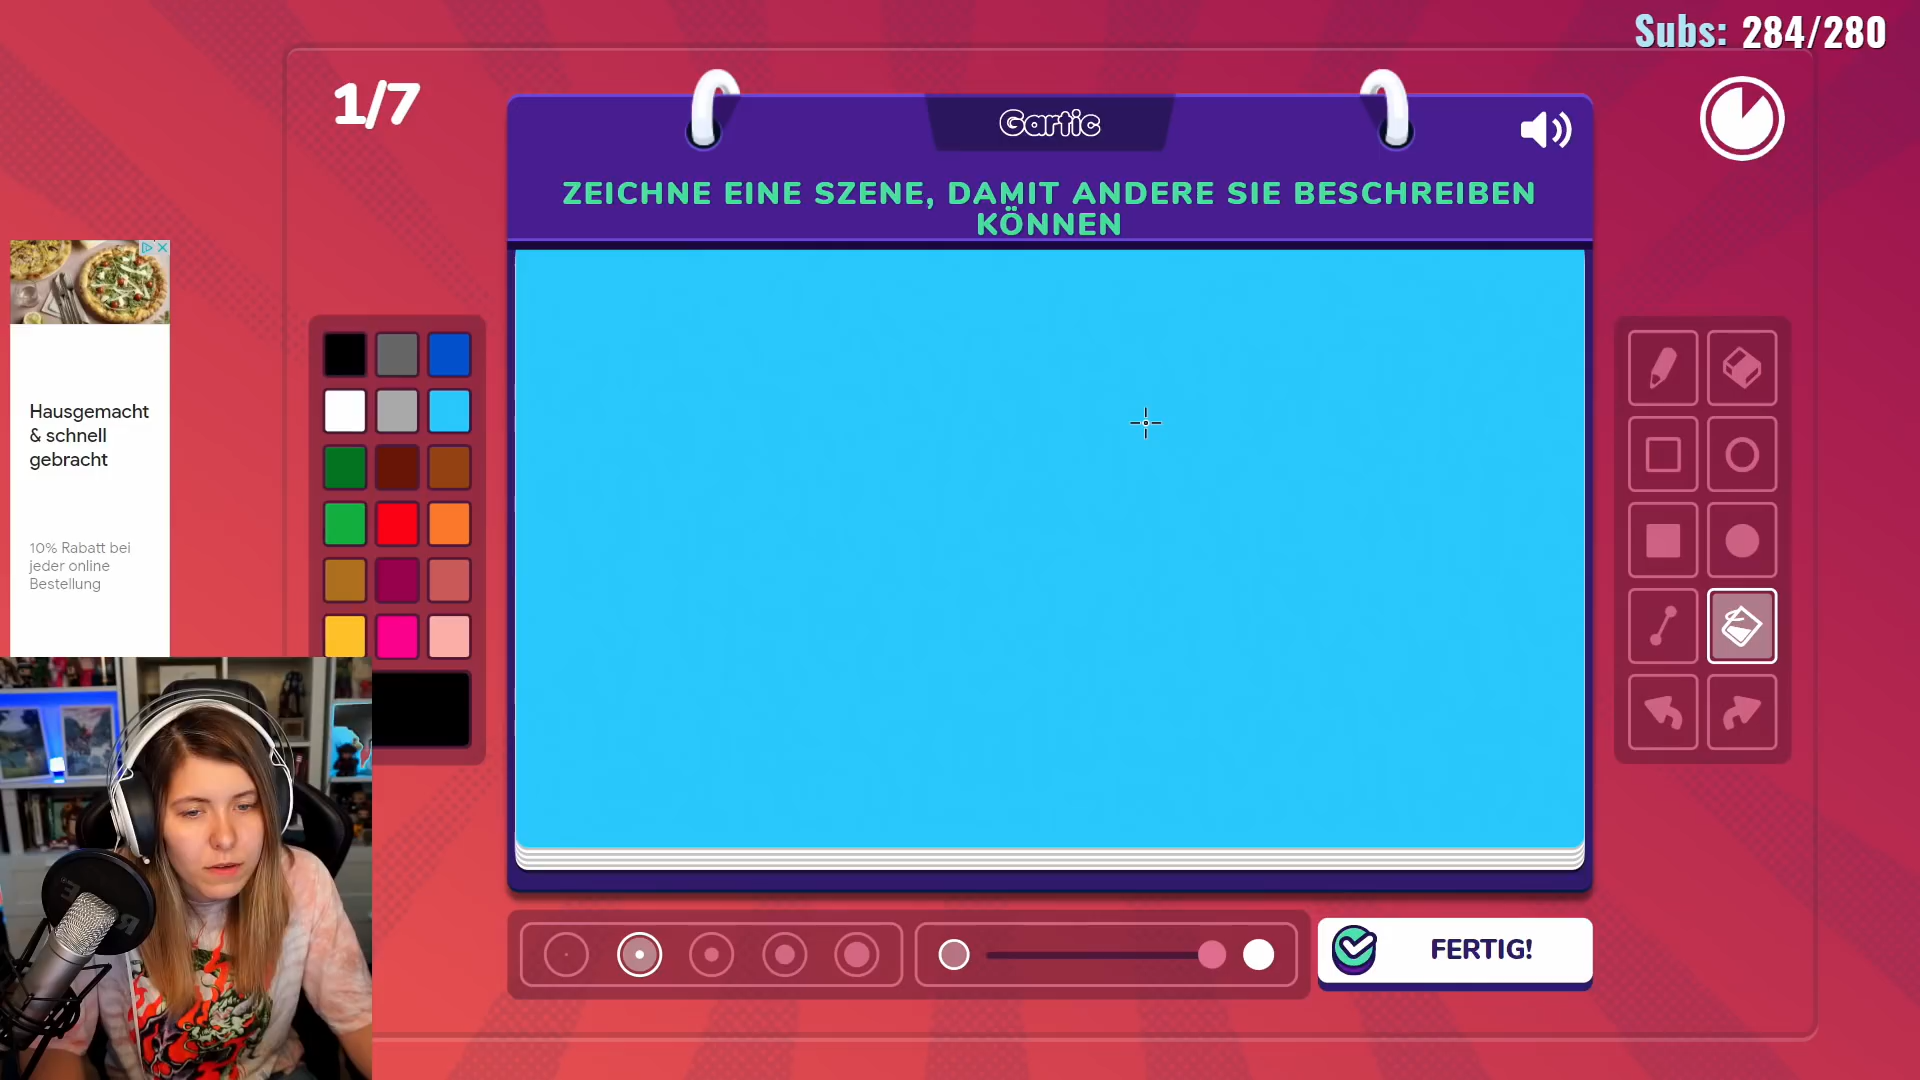 Subs: 284/280
1/7
Gartic
ZEICHNE EINE SZENE, DAMIT ANDERE SIE BESCHREIBEN
KÖNNEN
Hausgemacht
& schnell
gebracht
10% Rabatt bei
jeder online
Bestellung
FERTIG!